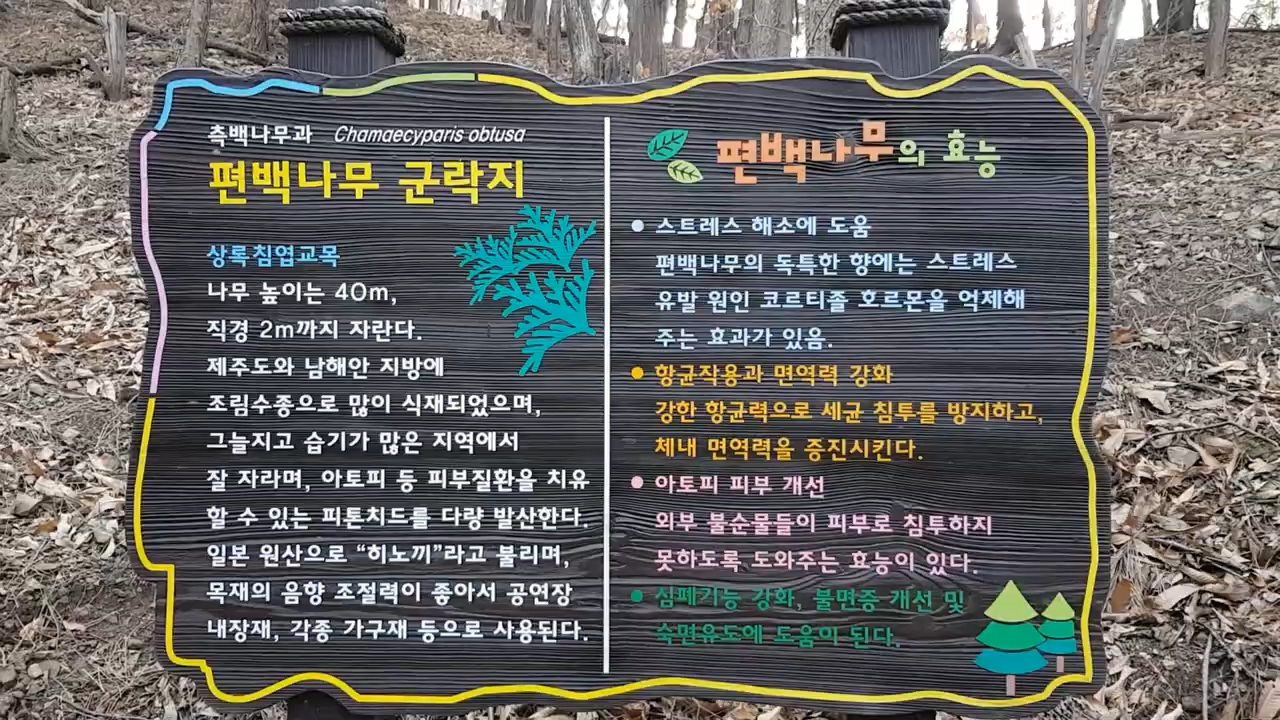 측백나무과 Chamaecyparis obtusa
편백나무 군락지
상록침엽교목
나무 높이는 40m,
직경 2m까지 자란다.
제주도와 남해안 지방에
조림수종으로 많이 식재되었으며,
그늘지고 습기가 많은 지역에서
잘 자라며, 아토피 등 피부질환을 치유
할 수 있는 피톤치드를 다량 발산한다.
일본 원산으로 “히노끼”라고 불리며,
목재의 음향 조절력이 좋아서 공연장
내장재, 각종 가구재 등으로 사용된다.
편백나무의 효능
스트레스 해소에 도움
편백나무의 독특한 향에는 스트레스
유발 원인 코르티졸 호르몬을 억제해
주는 효과가 있음.
항균작용과 면역력 강화
강한 항균력으로 세균 침투를 방지하고,
체내 면역력을 증진시킨다.
아토피 피부 개선
외부 불순물들이 피부로 침투하지
못하도록 도와주는 효능이 있다.
심폐기능 강화, 불면증 개선 및
숙면유도에 도움이 된다.